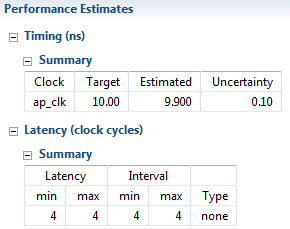 Performance Estimates
Timing (ns)
Summary
Clock Target Estimated Uncertainty
ap_clk 10.00 9.900 0.10
Latency (clock cycles)
Summary
Latency Interval
min max min max Type
4 4 4 4 none